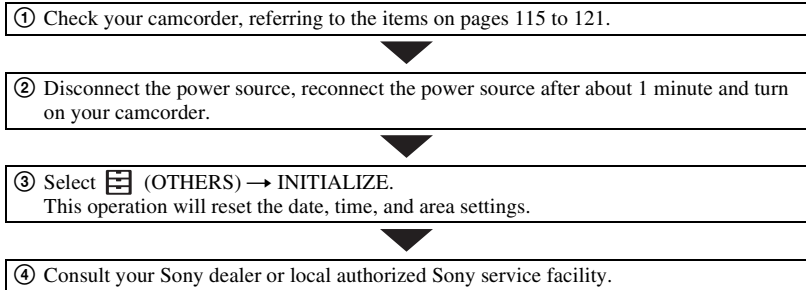 ① Check your camcorder, referring to the items on pages 115 to 121.
② Disconnect the power source, reconnect the power source after about 1 minute and turn
on your camcorder.
③ Select (OTHERS) → INITIALIZE.
This operation will reset the date, time, and area settings.
④ Consult your Sony dealer or local authorized Sony service facility.